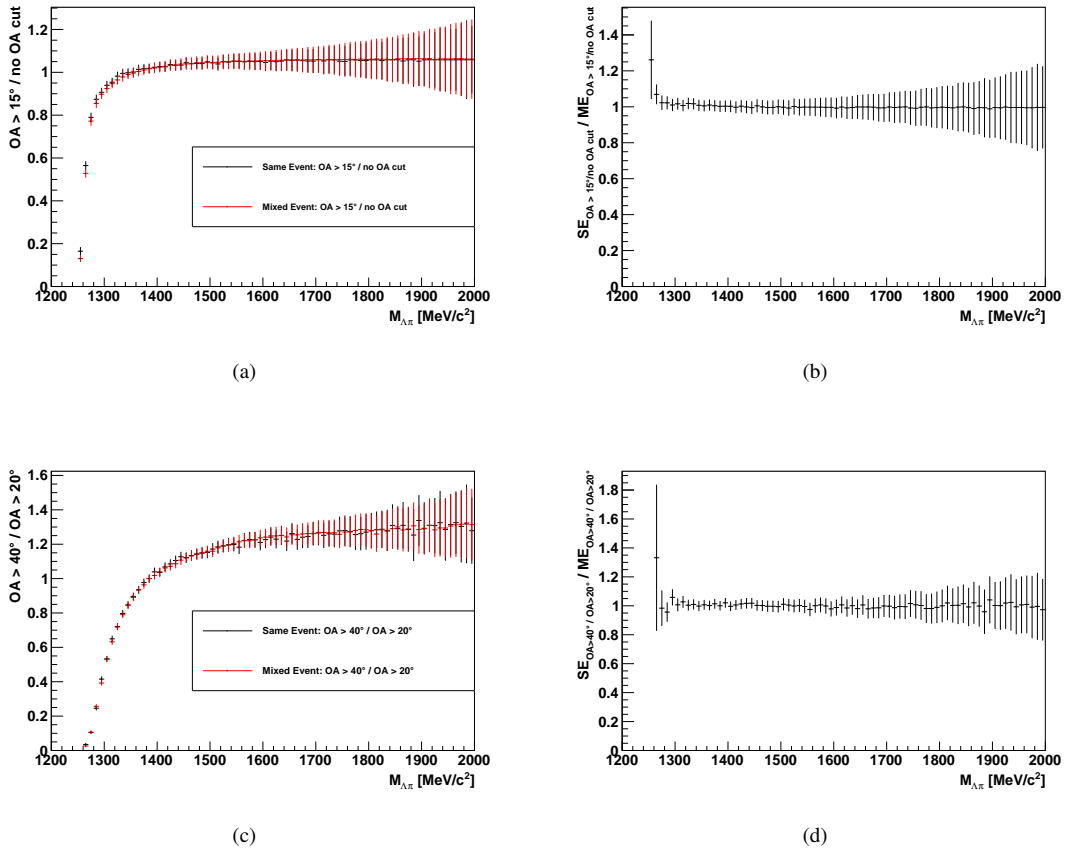 OA > 15° / no OA cut
1.2
1
0.8
0.6
0.4
0.2
0
Same Event: OA > 15° / no OA cut
Mixed Event: OA > 15° / no OA cut
1200 1300 1400 1500 1600 1700 1800 1900 2000
M_Λπ [MeV/c²]
(a)
SE_OA > 15°/no OA cut / ME_OA > 15°/no OA cut
1.4
1.2
1
0.8
0.6
0.4
0.2
0
1200 1300 1400 1500 1600 1700 1800 1900 2000
M_Λπ [MeV/c²]
(b)
OA > 40° / OA > 20°
1.6
1.4
1.2
1
0.8
0.6
0.4
0.2
0
Same Event: OA > 40° / OA > 20°
Mixed Event: OA > 40° / OA > 20°
1200 1300 1400 1500 1600 1700 1800 1900 2000
M_Λπ [MeV/c²]
(c)
SE_OA>40° / OA>20° / ME_OA>40° / OA>20°
1.8
1.6
1.4
1.2
1
0.8
0.6
0.4
0.2
0
1200 1300 1400 1500 1600 1700 1800 1900 2000
M_Λπ [MeV/c²]
(d)